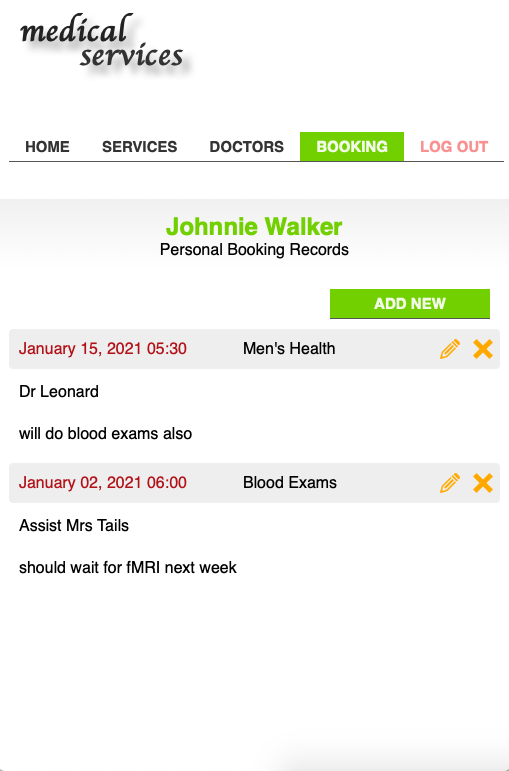 medical
services
HOME SERVICES DOCTORS BOOKING LOG OUT
Johnnie Walker
Personal Booking Records
ADD NEW
January 15, 2021 05:30 Men's Health
Dr Leonard
will do blood exams also
January 02, 2021 06:00 Blood Exams
Assist Mrs Tails
should wait for fMRI next week